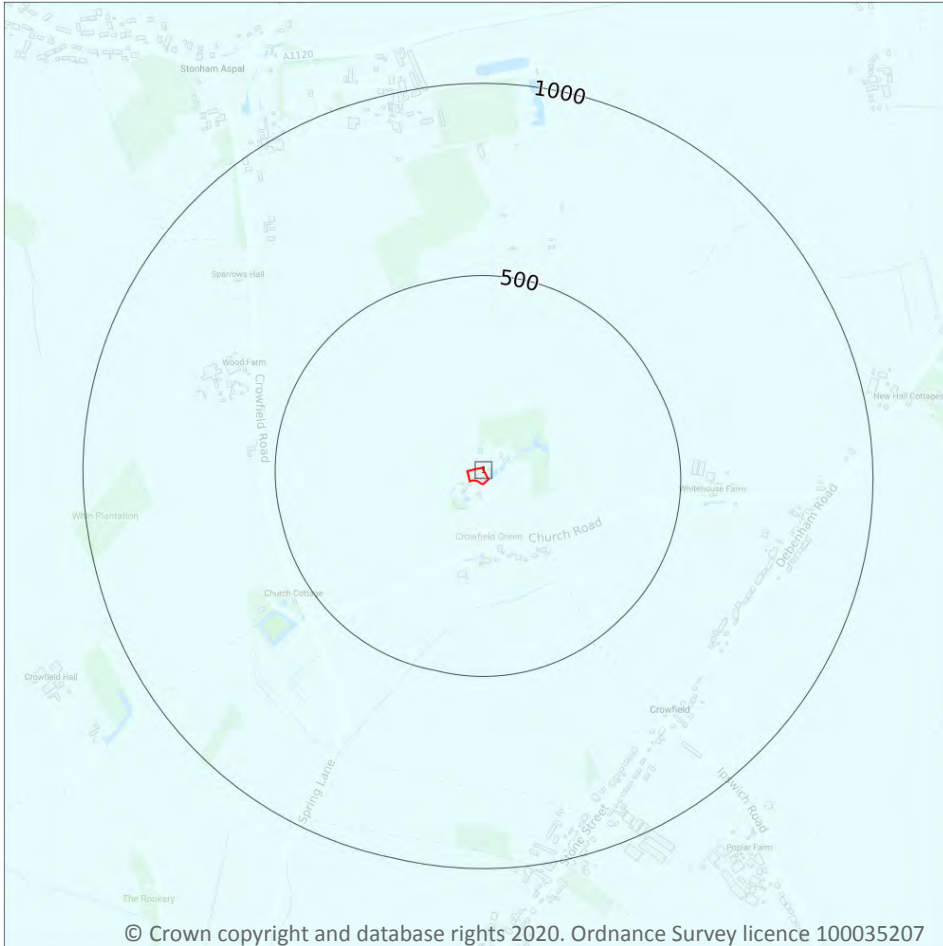 A1120
Stonham Aspal
1000
500
Sparrows Hall
Wood Farm
Crowfield Road
New Hall Cottages
Whitehouse Farm
Debenham Road
Crowfield Green
Church Road
Church Cottage
Crowfield Hall
Crowfield
Spring Lane
Ipswich Road
Stone Street
Poplar Farm
The Rookery
© Crown copyright and database rights 2020. Ordnance Survey licence 100035207